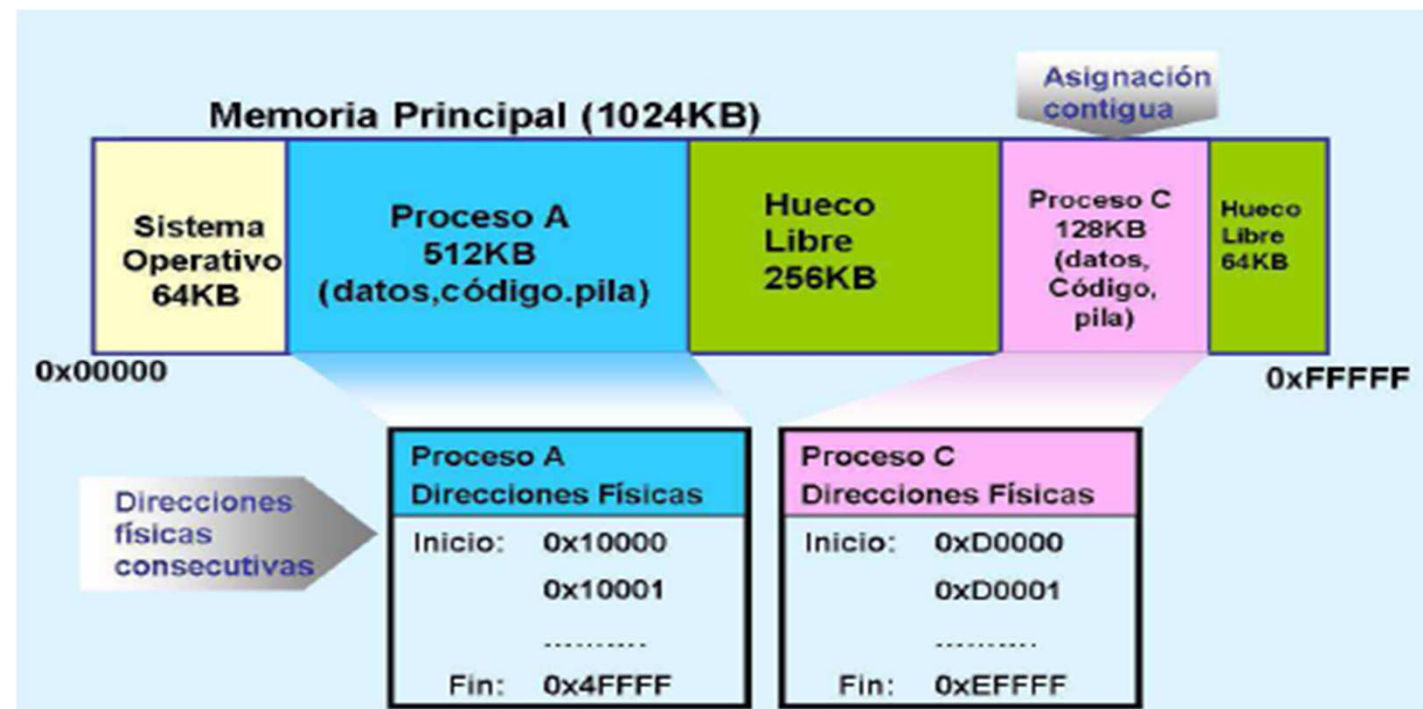 Asignación
contigua
Memoria Principal (1024KB)
Sistema
Operativo
64KB
Proceso A
512KB
(datos,código.pila)
Hueco
Libre
256KB
Proceso C
128KB
(datos,
Código,
pila)
Hueco
Libre
64KB
0x00000
0xFFFFF
Direcciones
físicas
consecutivas
Proceso A
Direcciones Físicas
Inicio: 0x10000
0x10001
..........
Fin: 0x4FFFF
Proceso C
Direcciones Físicas
Inicio: 0xD0000
0xD0001
..........
Fin: 0xEFFFF